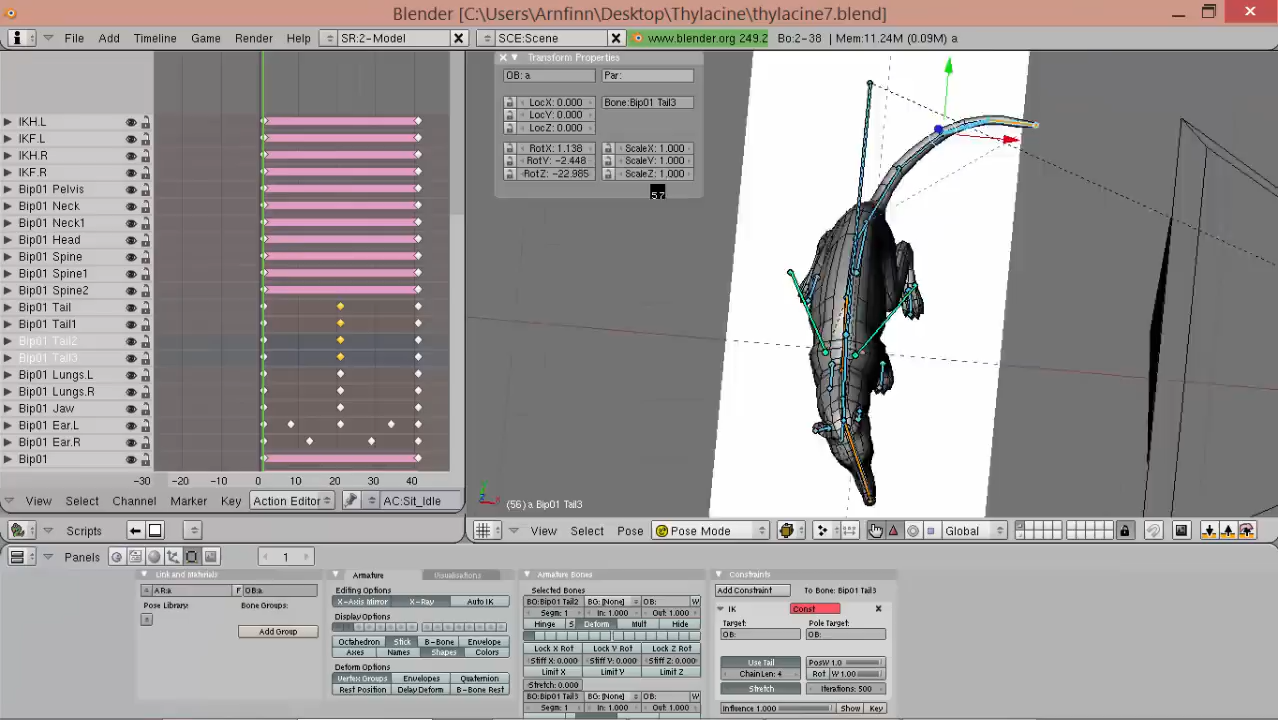 Blender [C:\Users\Arnfinn\Desktop\Thylacine\thylacine7.blend]
File Add Timeline Game Render Help SR:2-Model SCE:Scene www.blender.org 249.2 Bo:2-38 | Mem:11.24M (0.09M) a
Transform Properties
OB: a Par:
LocX: 0.000 Bone:Bip01 Tail3
LocY: 0.000
LocZ: 0.000
RotX: 1.138 ScaleX: 1.000
RotY: -2.448 ScaleY: 1.000
RotZ: -22.985 ScaleZ: 1.000
57
IKH.L
IKF.L
IKH.R
IKF.R
Bip01 Pelvis
Bip01 Neck
Bip01 Neck1
Bip01 Head
Bip01 Spine
Bip01 Spine1
Bip01 Spine2
Bip01 Tail
Bip01 Tail1
Bip01 Tail2
Bip01 Tail3
Bip01 Lungs.L
Bip01 Lungs.R
Bip01 Jaw
Bip01 Ear.L
Bip01 Ear.R
Bip01
-30 -20 -10 0 10 20 30 40
View Select Channel Marker Key Action Editor AC:Sit_Idle
(56) a Bip01 Tail3
Scripts
View Select Pose Pose Mode Global
Panels 1
Link and Materials
AR:a F OB:a
Pose Library: Bone Groups:
Add Group
Armature Visualisations
Editing Options
X-Axis Mirror X-Ray Auto IK
Display Options
Octahedron Stick B-Bone Envelope
Axes Names Shapes Colors
Deform Options
Vertex Groups Envelopes Quaternion
Rest Position Delay Deform B-Bone Rest
Armature Bones
Selected Bones
BO:Bip01 Tail2 BG: [None] OB: W
Segm: 1 In: 1.000 Out: 1.000
Hinge S Deform Mult Hide
Lock X Rot Lock Y Rot Lock Z Rot
Stiff X: 0.000 Stiff Y: 0.000 Stiff Z: 0.000
Limit X Limit Y Limit Z
Stretch: 0.000
BO:Bip01 Tail3 BG: [None] OB: W
Segm: 1 In: 1.000 Out: 1.000
Constraints
Add Constraint To Bone: Bip01 Tail3
IK Const
Target: Pole Target:
OB: OB:
Use Tail PosW 1.0
ChainLen: 4 Rot W 1.00
Stretch Iterations: 500
Influence 1.000 Show Key